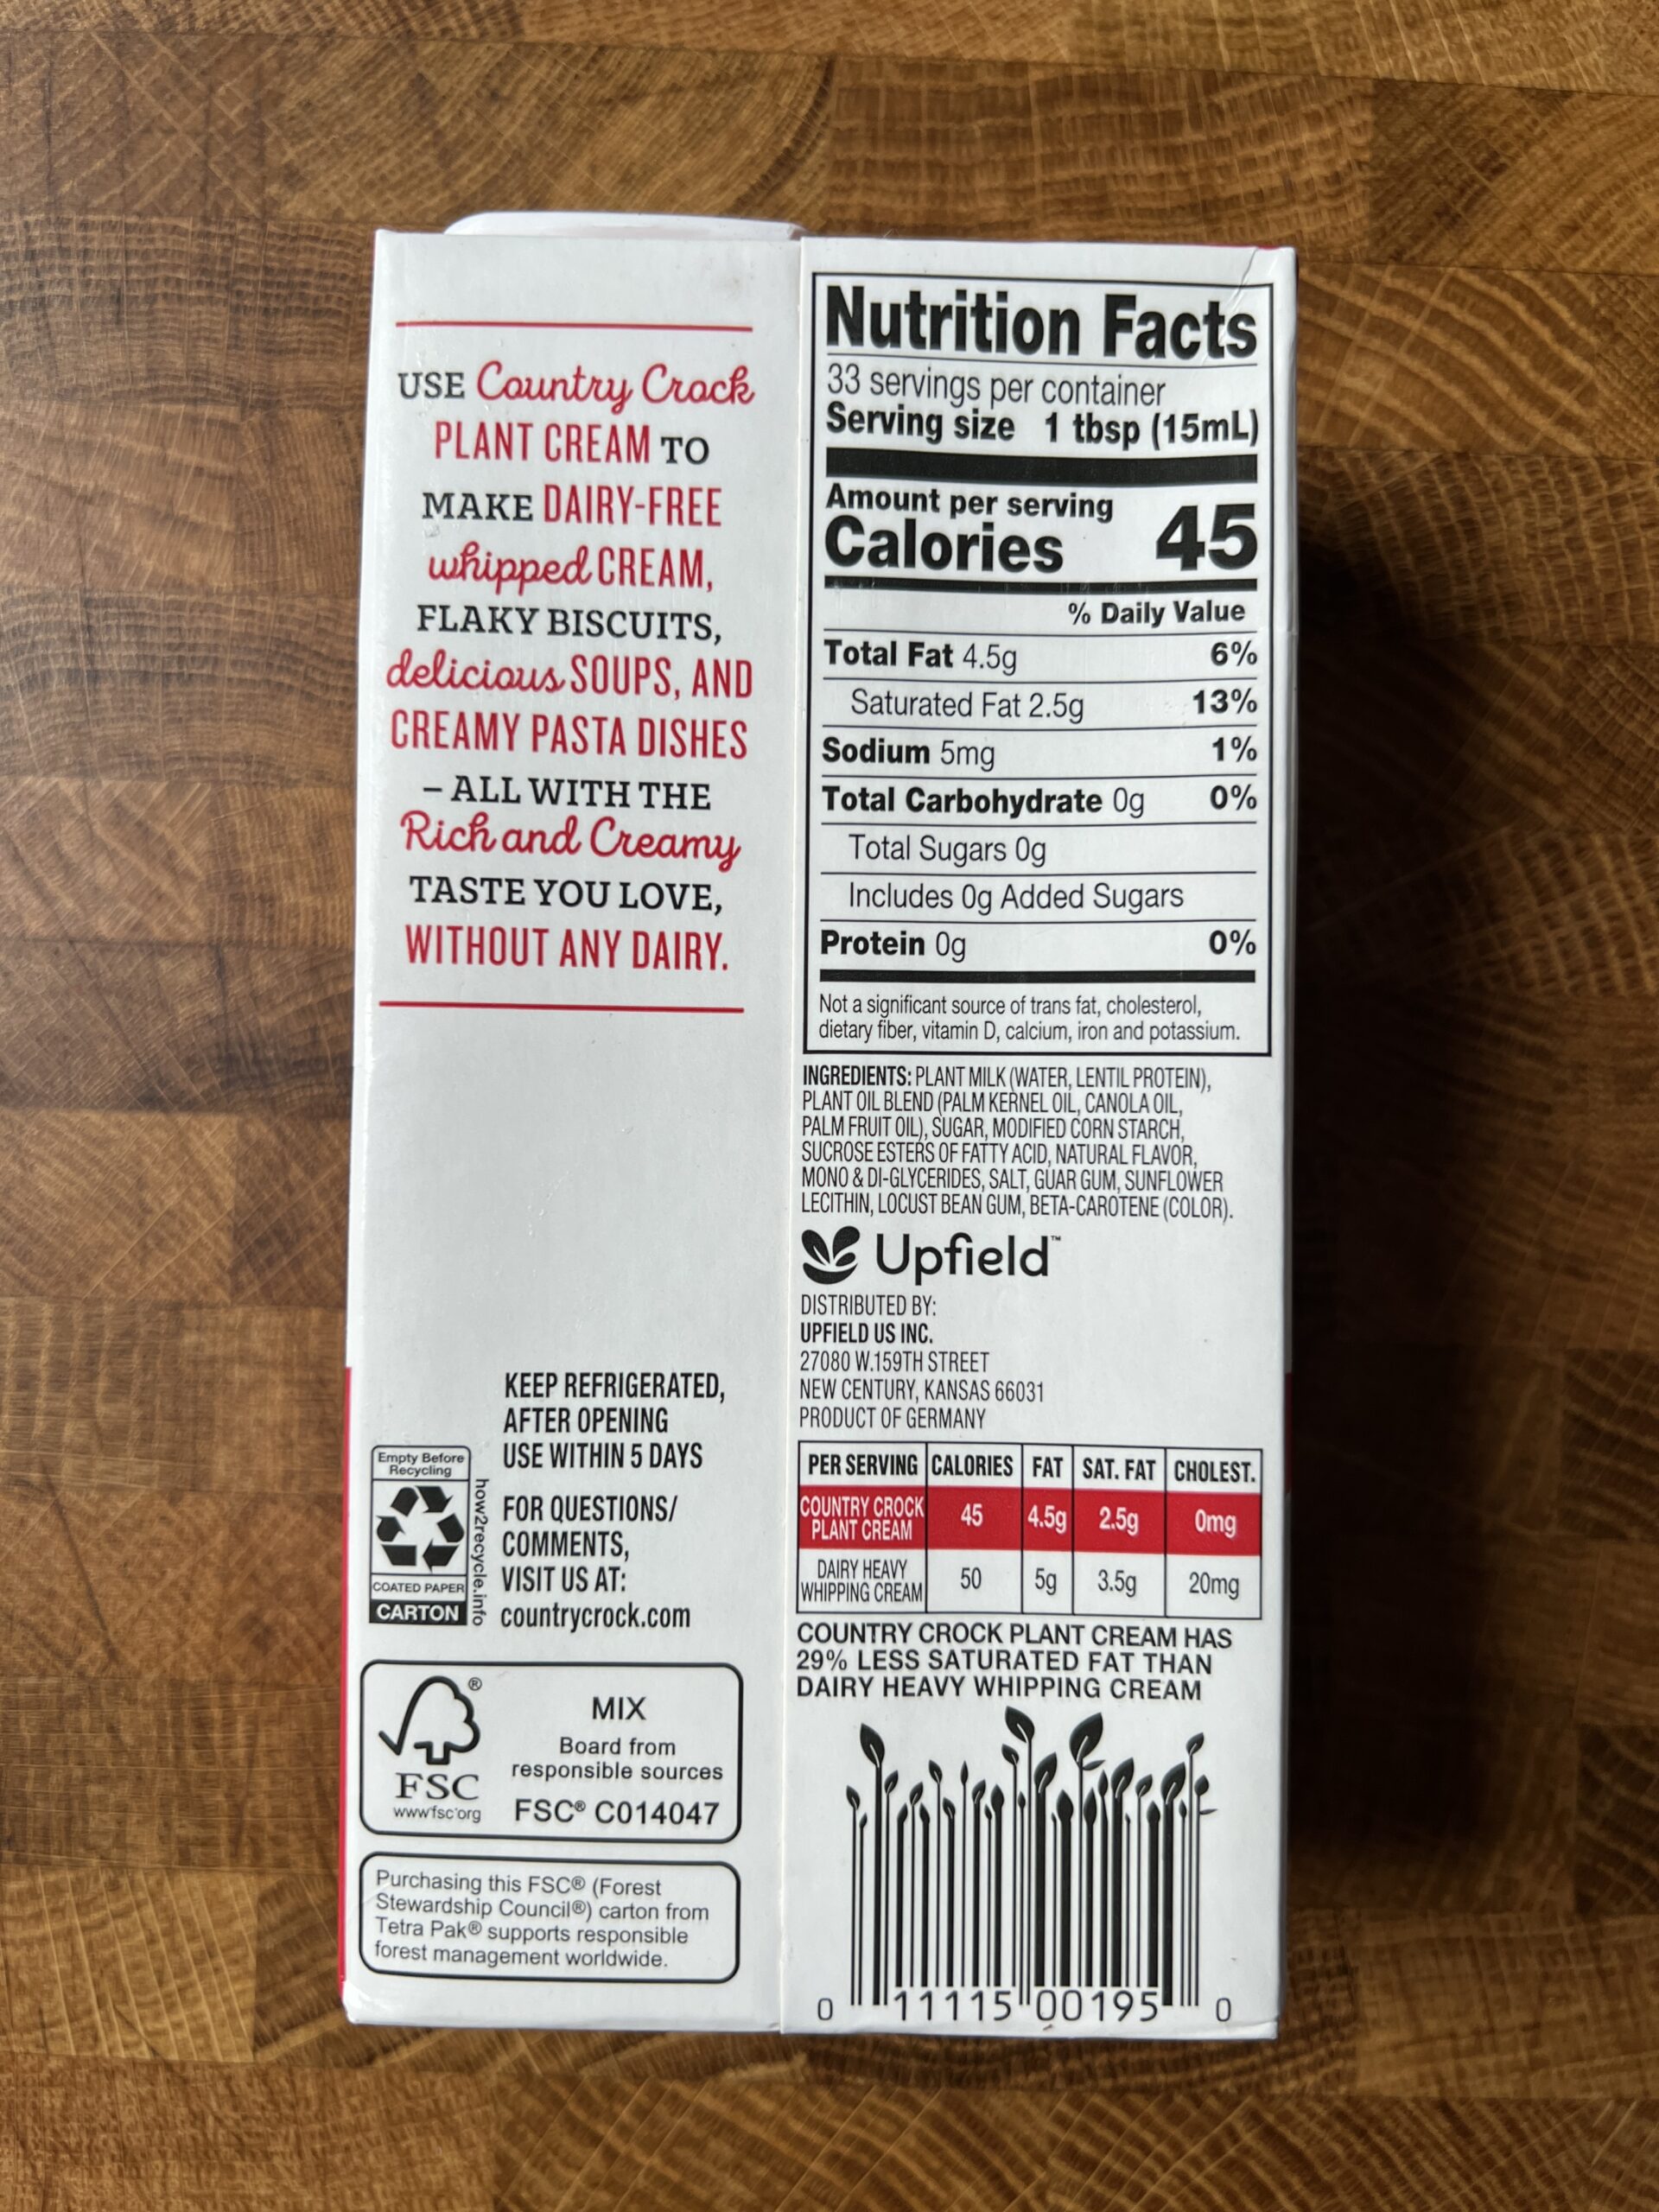 USE Country Crock
PLANT CREAM TO
MAKE DAIRY-FREE
whipped CREAM,
FLAKY BISCUITS,
delicious SOUPS, AND
CREAMY PASTA DISHES
– ALL WITH THE
Rich and Creamy
TASTE YOU LOVE,
WITHOUT ANY DAIRY.
KEEP REFRIGERATED,
AFTER OPENING
USE WITHIN 5 DAYS
FOR QUESTIONS/
COMMENTS,
VISIT US AT:
countrycrock.com
Empty Before
Recycling
COATED PAPER
CARTON
how2recycle.info
®
FSC
www.fsc.org
MIX
Board from
responsible sources
FSC® C014047
Purchasing this FSC® (Forest
Stewardship Council®) carton from
Tetra Pak® supports responsible
forest management worldwide.
Nutrition Facts
33 servings per container
Serving size 1 tbsp (15mL)
Amount per serving
Calories 45
% Daily Value
Total Fat 4.5g 6%
Saturated Fat 2.5g 13%
Sodium 5mg 1%
Total Carbohydrate 0g 0%
Total Sugars 0g
Includes 0g Added Sugars
Protein 0g 0%
Not a significant source of trans fat, cholesterol,
dietary fiber, vitamin D, calcium, iron and potassium.
INGREDIENTS: PLANT MILK (WATER, LENTIL PROTEIN),
PLANT OIL BLEND (PALM KERNEL OIL, CANOLA OIL,
PALM FRUIT OIL), SUGAR, MODIFIED CORN STARCH,
SUCROSE ESTERS OF FATTY ACID, NATURAL FLAVOR,
MONO & DI-GLYCERIDES, SALT, GUAR GUM, SUNFLOWER
LECITHIN, LOCUST BEAN GUM, BETA-CAROTENE (COLOR).
Upfield™
DISTRIBUTED BY:
UPFIELD US INC.
27080 W.159TH STREET
NEW CENTURY, KANSAS 66031
PRODUCT OF GERMANY
PER SERVING CALORIES FAT SAT. FAT CHOLEST.
COUNTRY CROCK PLANT CREAM 45 4.5g 2.5g 0mg
DAIRY HEAVY WHIPPING CREAM 50 5g 3.5g 20mg
COUNTRY CROCK PLANT CREAM HAS
29% LESS SATURATED FAT THAN
DAIRY HEAVY WHIPPING CREAM
0 11115 00195 0